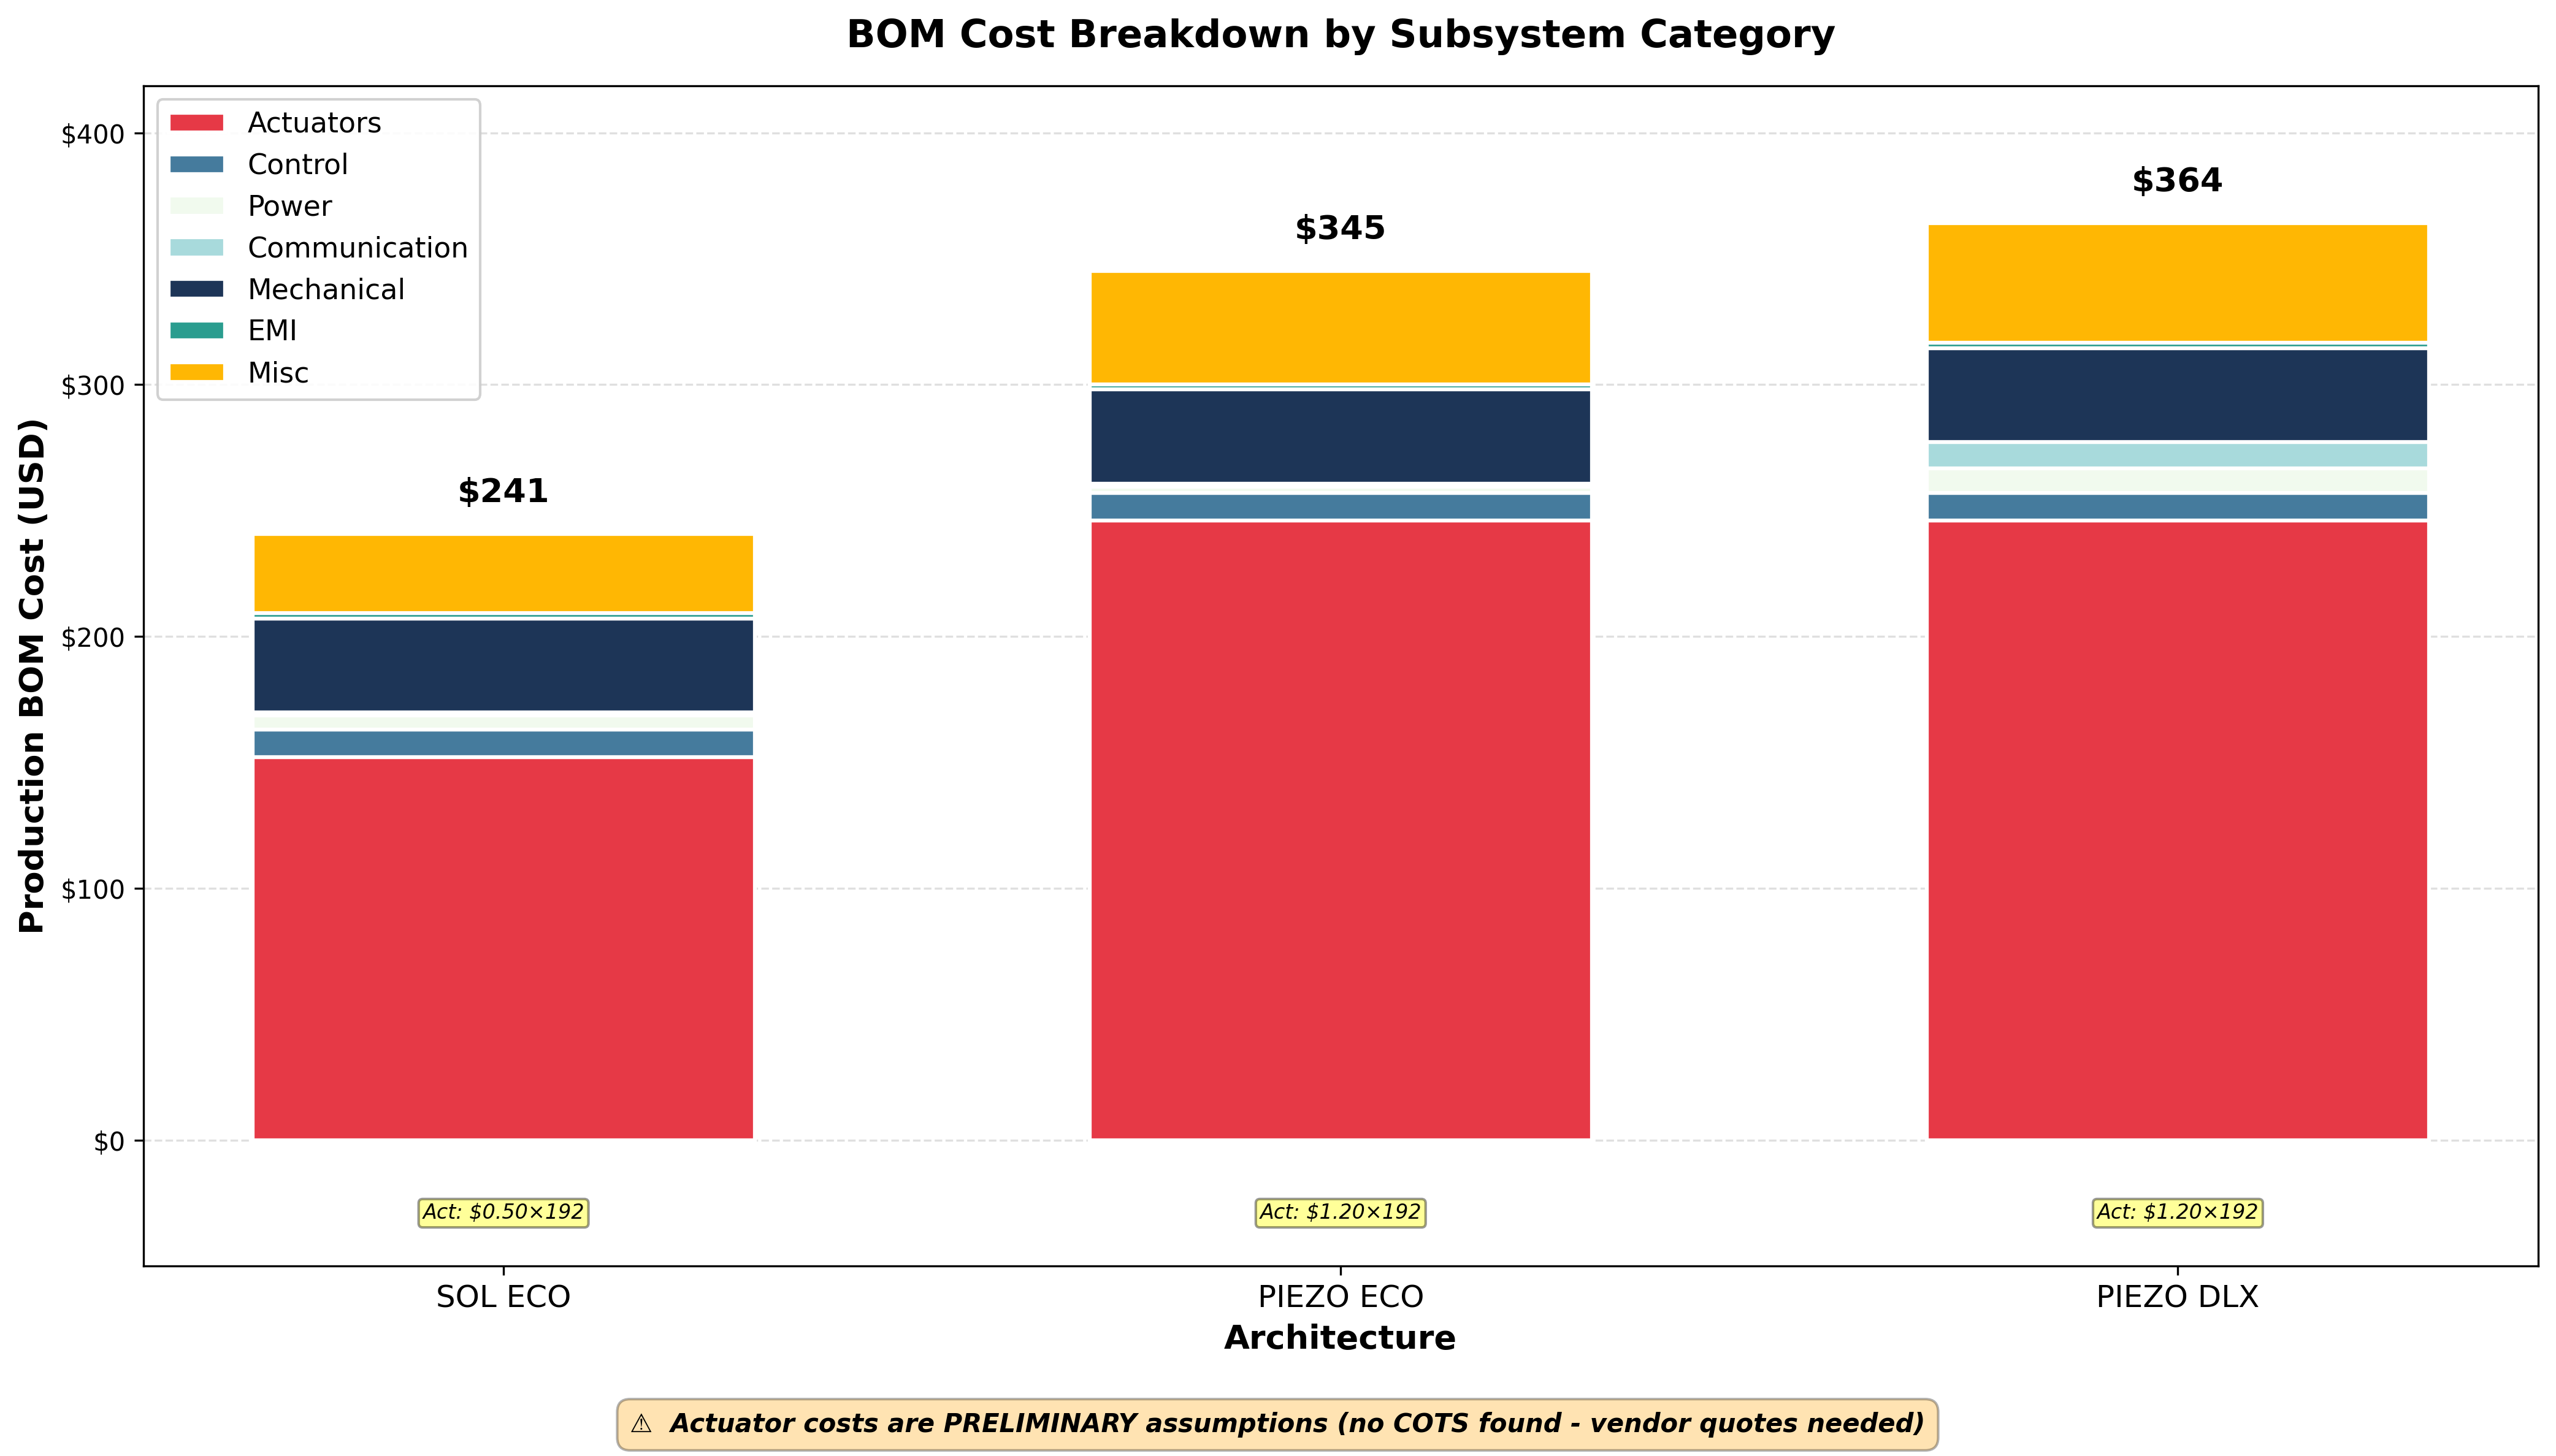 BOM Cost Breakdown by Subsystem Category
Production BOM Cost (USD)
$400
$300
$200
$100
$0
Actuators
Control
Power
Communication
Mechanical
EMI
Misc
$241
$345
$364
Act: $0.50×192
Act: $1.20×192
Act: $1.20×192
SOL ECO
PIEZO ECO
PIEZO DLX
Architecture
⚠ Actuator costs are PRELIMINARY assumptions (no COTS found - vendor quotes needed)